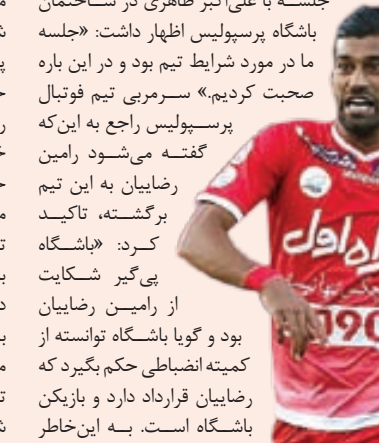 جلسه با علی‌اکبر طاهری در ساختمان
باشگاه پرسپولیس اظهار داشت: «جلسه
ما در مورد شرایط تیم بود و در این باره
صحبت کردیم.» سرمربی تیم فوتبال
پرسپولیس راجع به این‌که
گفته می‌شود رامین
رضاییان به این تیم
برگشته، تاکید
کرد: «باشگاه
پی‌گیر شکایت
از رامین رضاییان
بود و گویا باشگاه توانسته از
کمیته انضباطی حکم بگیرد که
رضاییان قرارداد دارد و بازیکن
باشگاه است. به این‌خاطر